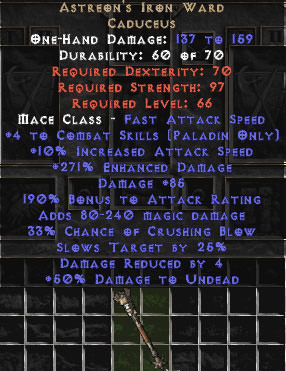 Astreon's Iron Ward
Caduceus
One-Hand Damage: 137 to 159
Durability: 60 of 70
Required Dexterity: 70
Required Strength: 97
Required Level: 66
Mace Class - Fast Attack Speed
+4 to Combat Skills (Paladin Only)
+10% Increased Attack Speed
+271% Enhanced Damage
Damage +85
190% Bonus to Attack Rating
Adds 80-240 magic damage
33% Chance of Crushing Blow
Slows Target by 25%
Damage Reduced by 4
+50% Damage to Undead